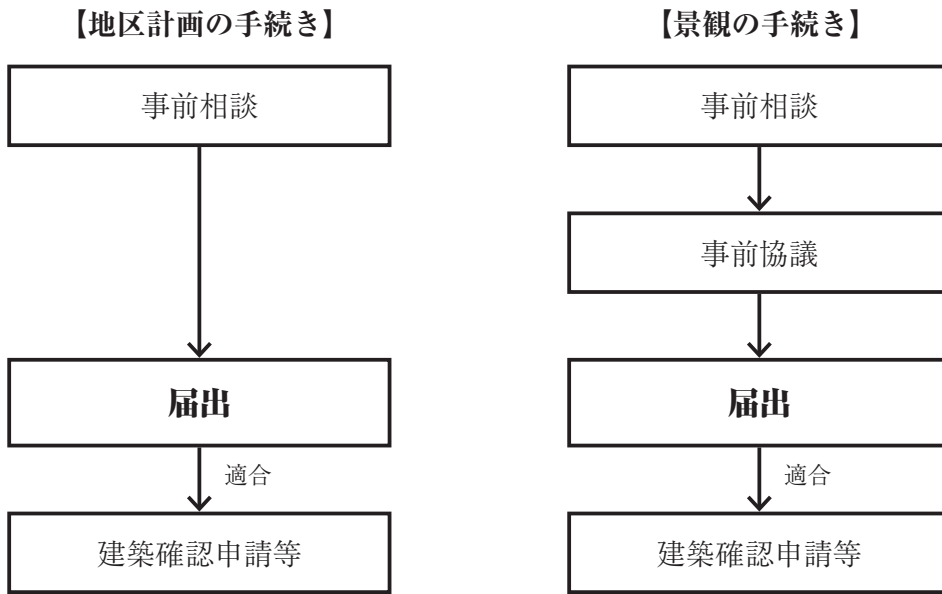 【地区計画の手続き】
事前相談
届出
適合
建築確認申請等
【景観の手続き】
事前相談
事前協議
届出
適合
建築確認申請等